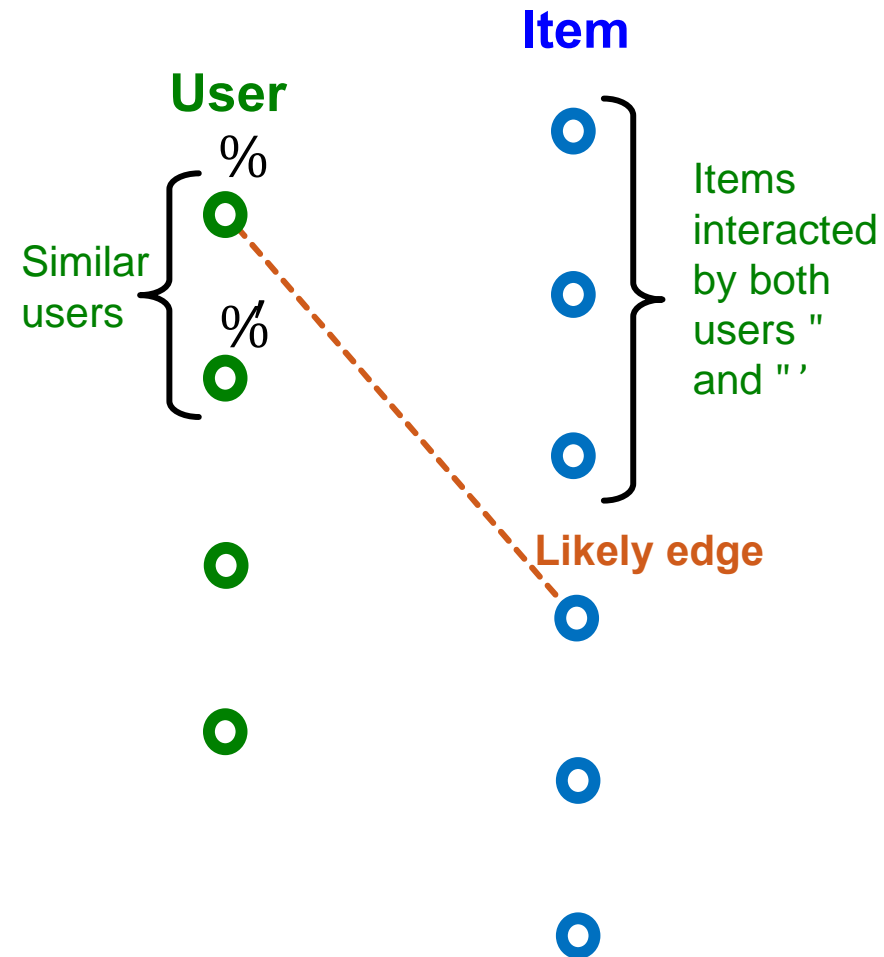 Item
User
%
Similar
users
%′
Items
interacted
by both
users "
and " ′
Likely edge